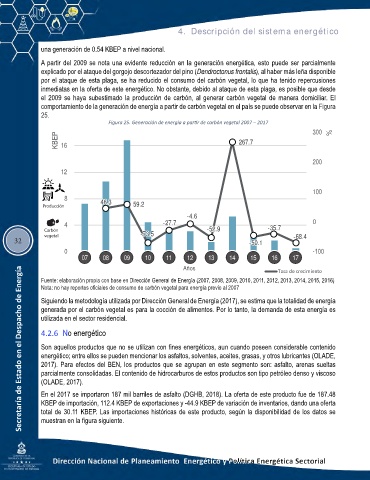 4. Descripción del sistema energético
una generación de 0.54 KBEP a nivel nacional.
A partir del 2009 se nota una evidente reducción en la generación energética, esto puede ser parcialmente
explicado por el ataque del gorgojo descortezador del pino (Dendroctonus frontalis), al haber más leña disponible
por el ataque de esta plaga, se ha reducido el consumo del carbón vegetal, lo que ha tenido repercusiones
inmediatas en la oferta de este energético. No obstante, debido al ataque de esta plaga, es posible que desde
el 2009 se haya subestimado la producción de carbón, al generar carbón vegetal de manera domiciliar. El
comportamiento de la generación de energía a partir de carbón vegetal en el país se puede observar en la Figura
25.
Figura 25. Generación de energía a partir de carbón vegetal 2007 – 2017
KBEP
16
12
8
4
0
300
200
100
0
-100
%
Producción
Carbón
vegetal
59.2
-27.7
-4.6
267.7
-50.1
-35.7
-68.4
07 08 09 10 11 12 13 14 15 16 17
Años
Tasa de crecimiento
Fuente: elaboración propia con base en Dirección General de Energía (2007, 2008, 2009, 2010, 2011, 2012, 2013, 2014, 2015, 2016)
Nota: no hay reportes oficiales de consumo de carbón vegetal para energía previo al 2007
Siguiendo la metodología utilizada por Dirección General de Energía (2017), se estima que la totalidad de energía
generada por el carbón vegetal es para la cocción de alimentos. Por lo tanto, la demanda de esta energía es
utilizada en el sector residencial.
4.2.6 No energético
Son aquellos productos que no se utilizan con fines energéticos, aun cuando poseen considerable contenido
energético; entre ellos se pueden mencionar los asfaltos, solventes, aceites, grasas, y otros lubricantes (OLADE,
2017). Para efectos del BEN, los productos que se agrupan en este segmento son: asfalto, arenas sueltas
parcialmente consolidadas. El contenido de hidrocarburos de estos productos son tipo petróleo denso y viscoso
(OLADE, 2017).
En el 2017 se importaron 187 mil barriles de asfalto (DGHB, 2018). La oferta de este producto fue de 187.48
KBEP de importación, 112.4 KBEP de exportaciones y -44.9 KBEP de variación de inventarios, dando una oferta
total de 30.11 KBEP. Las importaciones históricas de este producto, según la disponibilidad de los datos se
muestran en la figura siguiente.
32
Secretaría de Estado en el Despacho de Energía
Dirección Nacional de Planeamiento Energético y Política Energética Sectorial